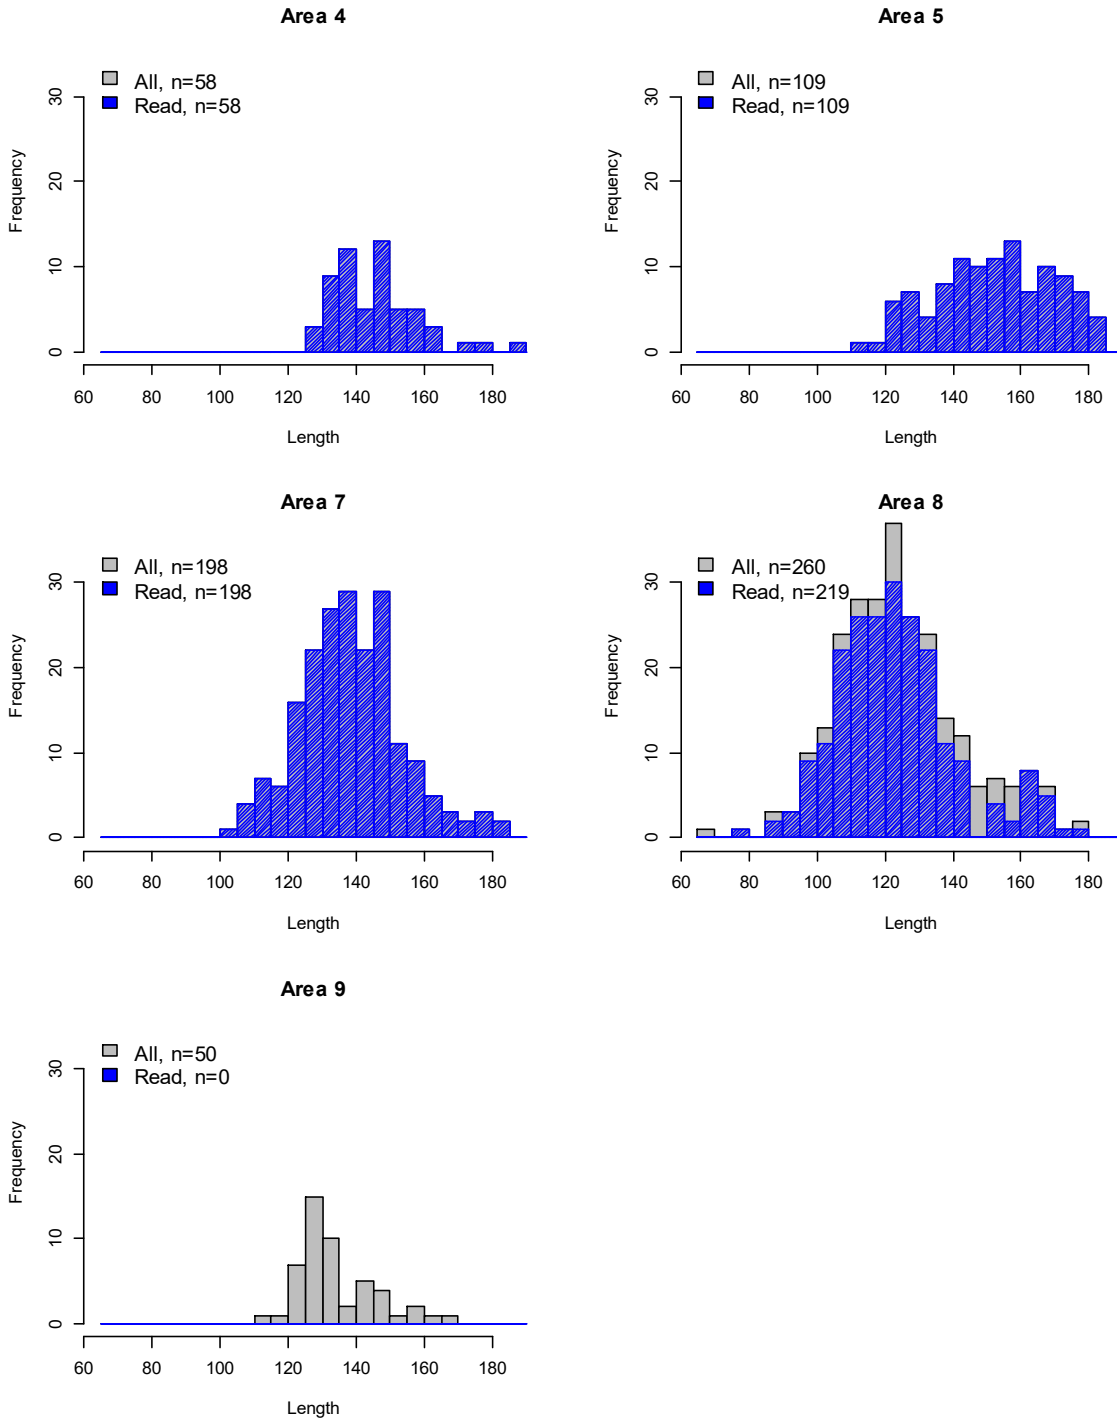 Area 4
All, n=58
Read, n=58
Frequency
0 10 20 30
60 80 100 120 140 160 180
Length
Area 5
All, n=109
Read, n=109
Frequency
0 10 20 30
60 80 100 120 140 160 180
Length
Area 7
All, n=198
Read, n=198
Frequency
0 10 20 30
60 80 100 120 140 160 180
Length
Area 8
All, n=260
Read, n=219
Frequency
0 10 20 30
60 80 100 120 140 160 180
Length
Area 9
All, n=50
Read, n=0
Frequency
0 10 20 30
60 80 100 120 140 160 180
Length